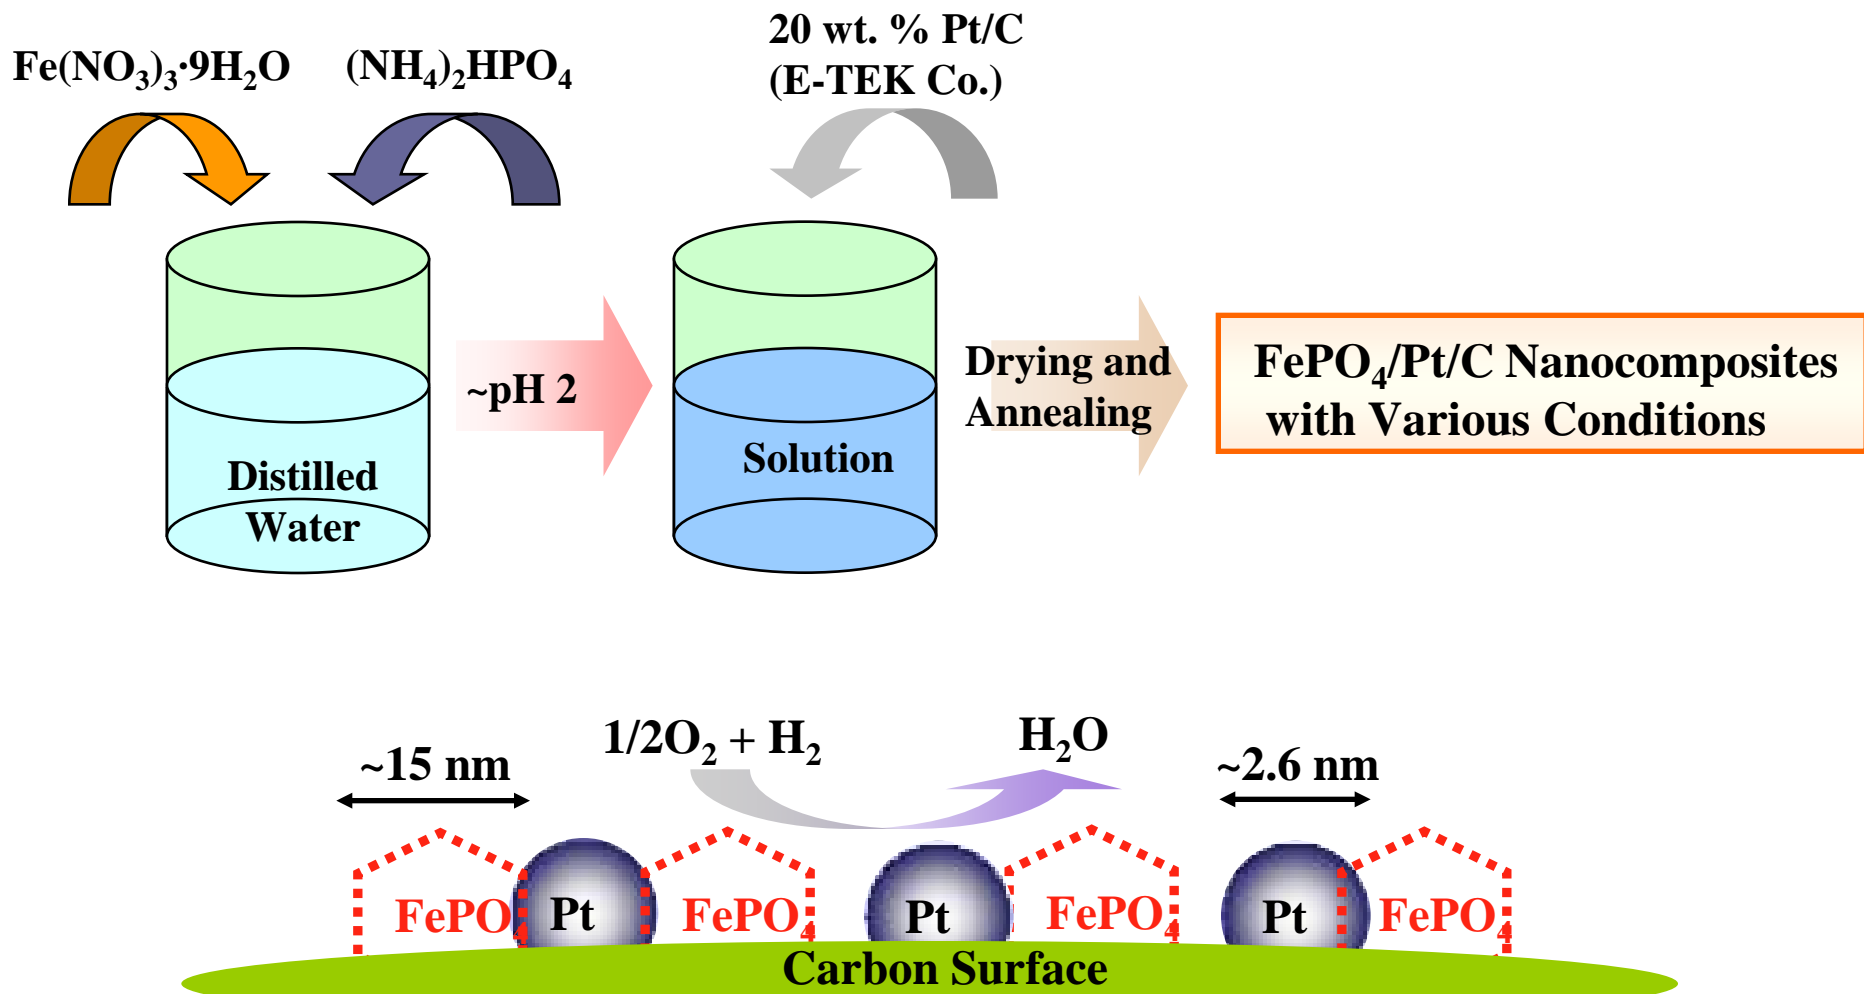 Fe(NO₃)₃·9H₂O
(NH₄)₂HPO₄
20 wt. % Pt/C
(E-TEK Co.)
Distilled
Water
~pH 2
Solution
Drying and
Annealing
FePO₄/Pt/C Nanocomposites
with Various Conditions
~15 nm
1/2O₂ + H₂
H₂O
~2.6 nm
FePO₄
Pt
FePO₄
Pt
FePO₄
Pt
FePO₄
Carbon Surface